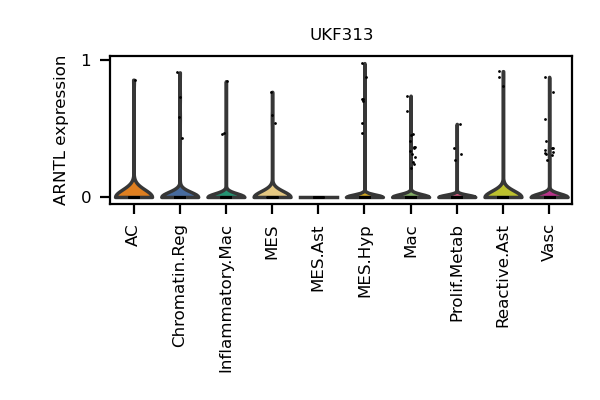 UKF313
ARNTL expression
1
0
AC
Chromatin.Reg
Inflammatory.Mac
MES
MES.Ast
MES.Hyp
Mac
Prolif.Metab
Reactive.Ast
Vasc